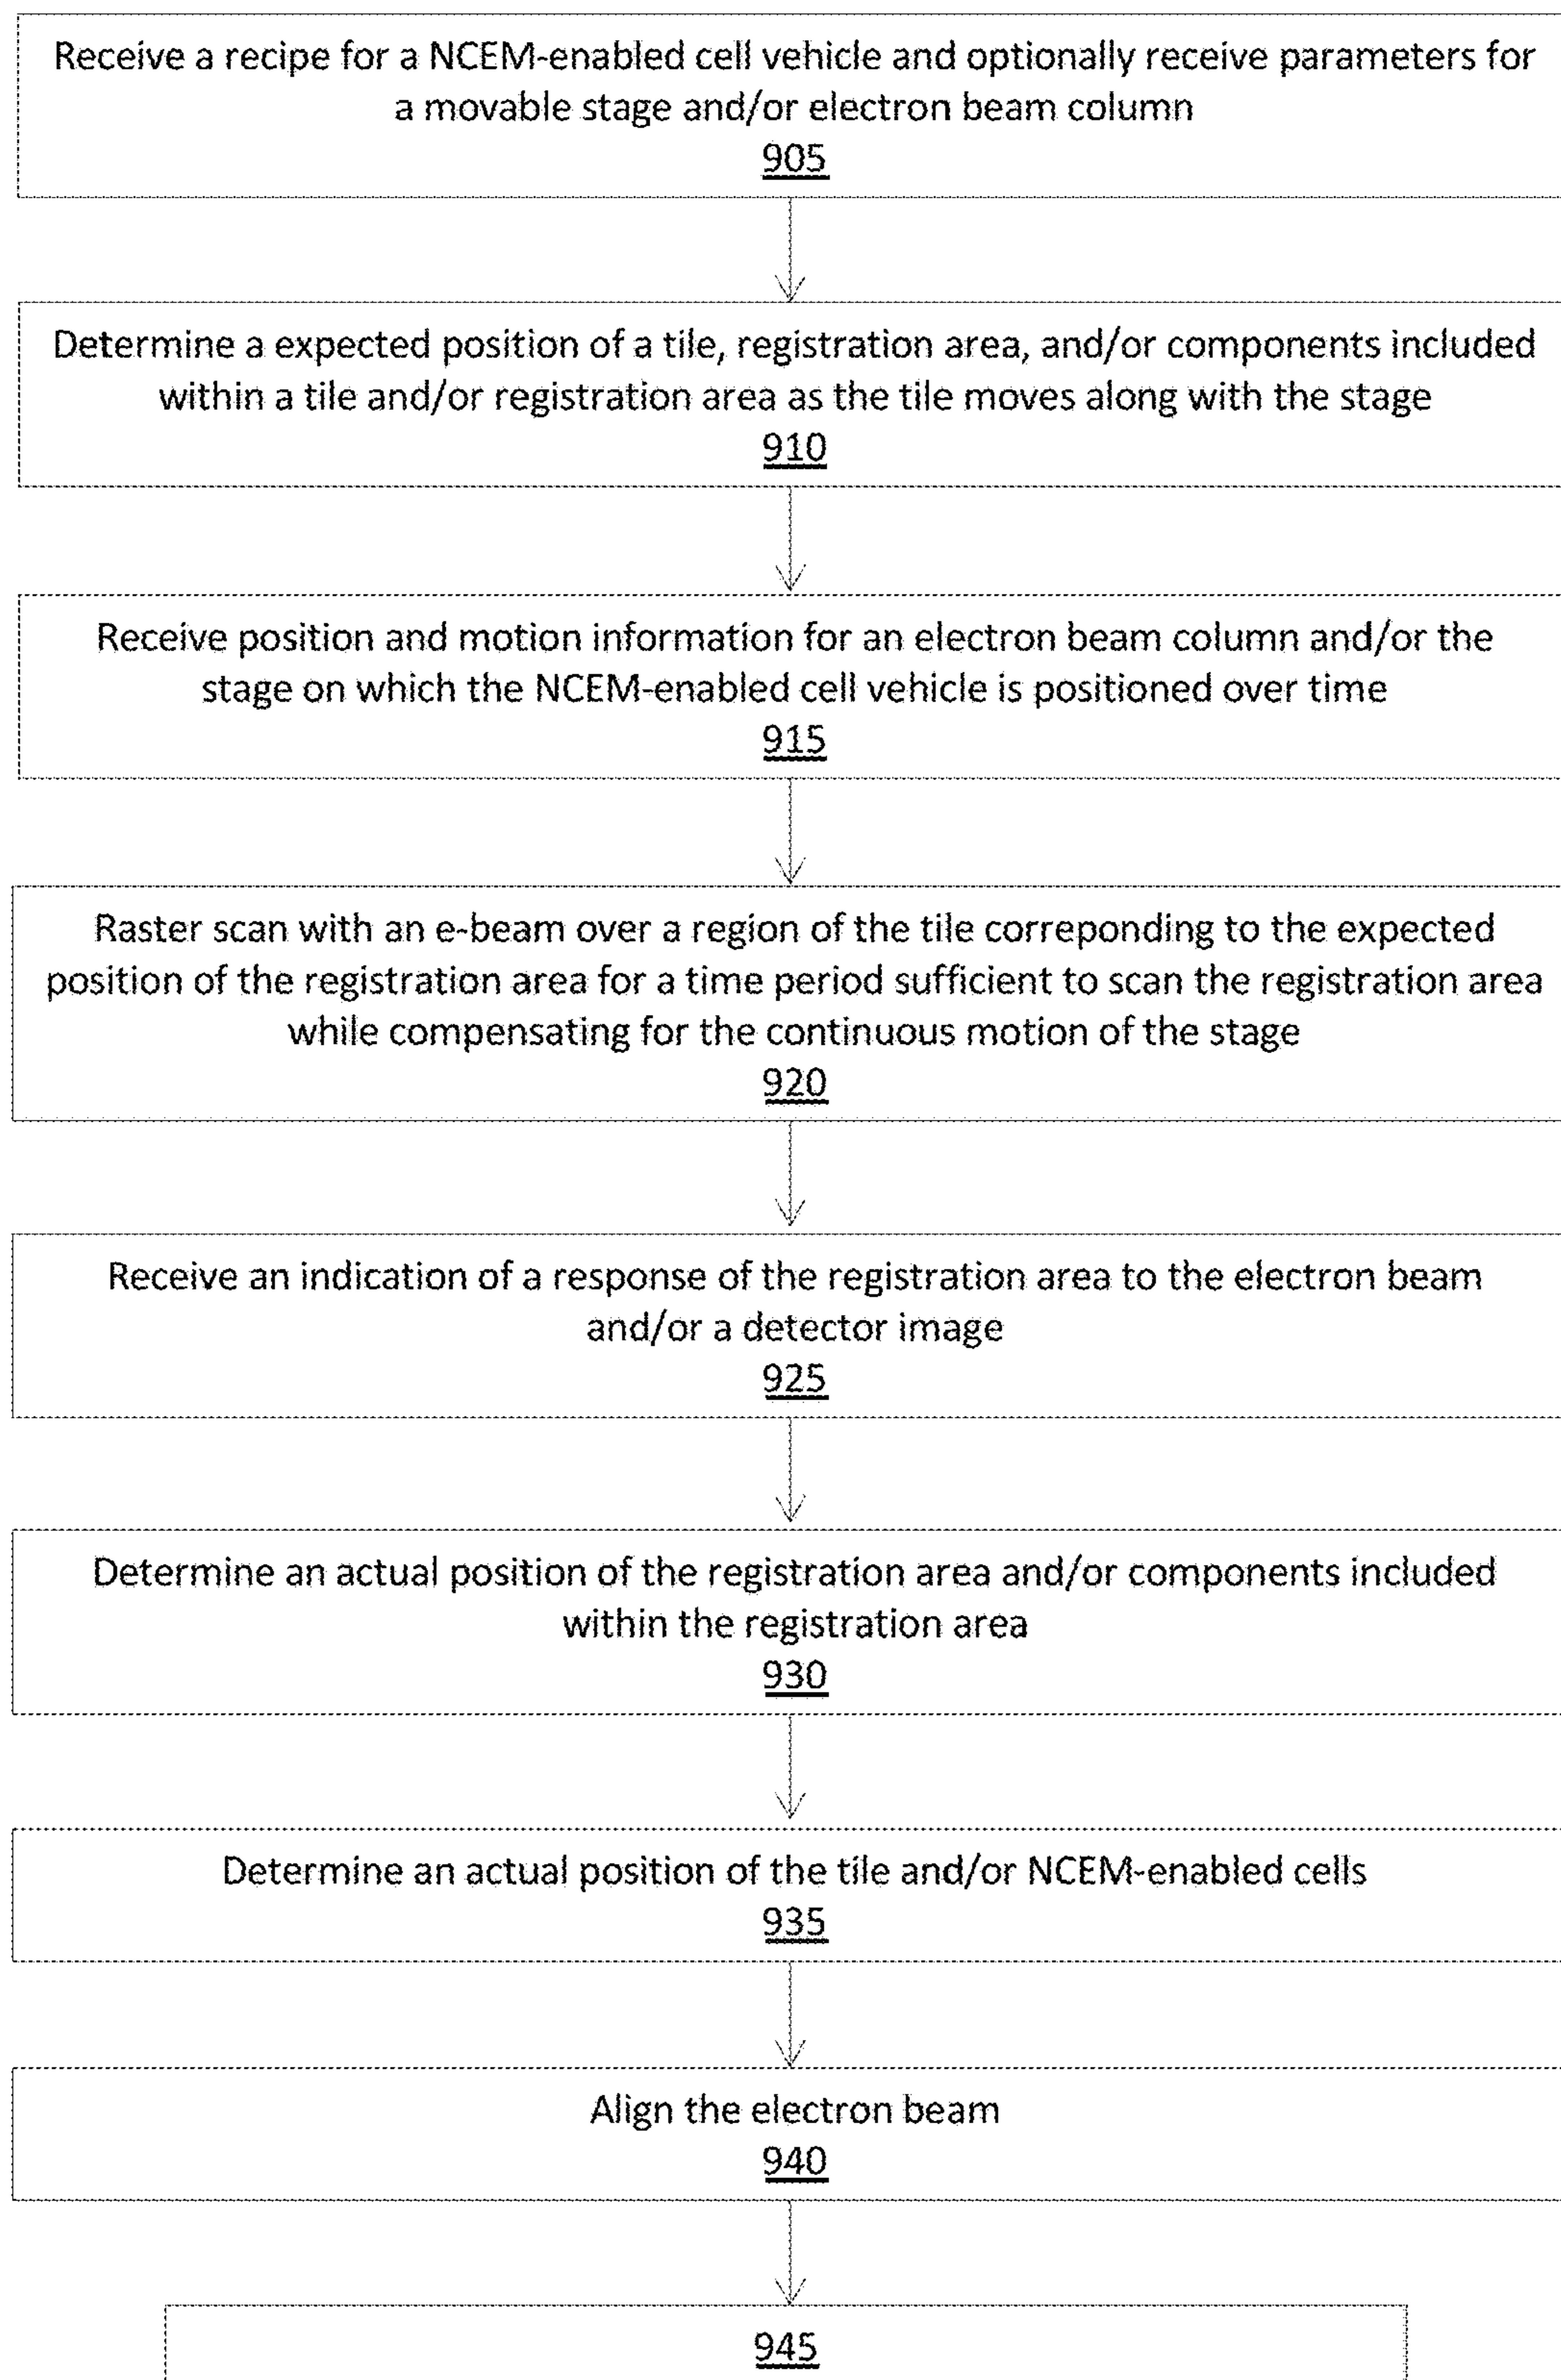 Receive a recipe for a NCEM-enabled cell vehicle and optionally receive parameters for
a movable stage and/or electron beam column
905
Determine a expected position of a tile, registration area, and/or components included
within a tile and/or registration area as the tile moves along with the stage
910
Receive position and motion information for an electron beam column and/or the
stage on which the NCEM-enabled cell vehicle is positioned over time
915
Raster scan with an e-beam over a region of the tile correponding to the expected
position of the registration area for a time period sufficient to scan the registration area
while compensating for the continuous motion of the stage
920
Receive an indication of a response of the registration area to the electron beam
and/or a detector image
925
Determine an actual position of the registration area and/or components included
within the registration area
930
Determine an actual position of the tile and/or NCEM-enabled cells
935
Align the electron beam
940
945